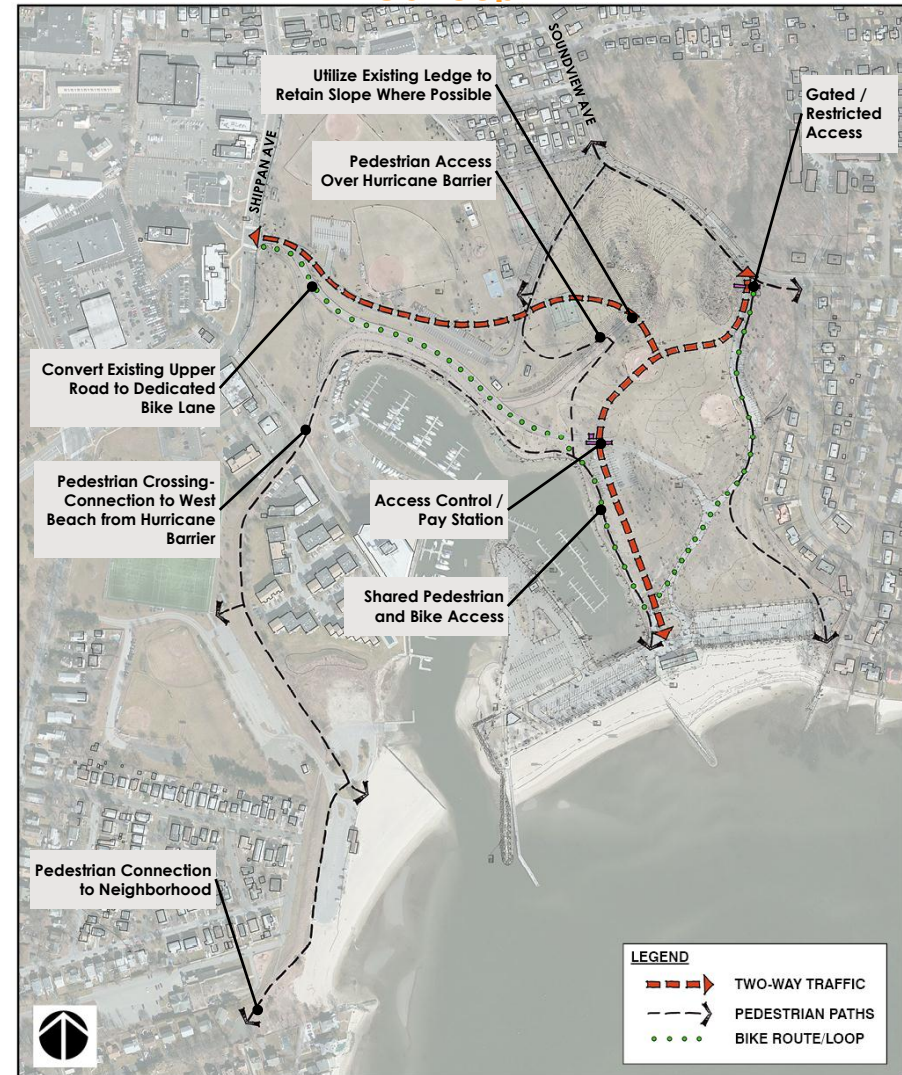 SOUNDVIEW AVE
Utilize Existing Ledge to
Retain Slope Where Possible
Gated /
Restricted
Access
SHIPPAN AVE
Pedestrian Access
Over Hurricane Barrier
Convert Existing Upper
Road to Dedicated
Bike Lane
Pedestrian Crossing-
Connection to West
Beach from Hurricane
Barrier
Access Control /
Pay Station
Shared Pedestrian
and Bike Access
Pedestrian Connection
to Neighborhood
LEGEND
TWO-WAY TRAFFIC
PEDESTRIAN PATHS
BIKE ROUTE/LOOP